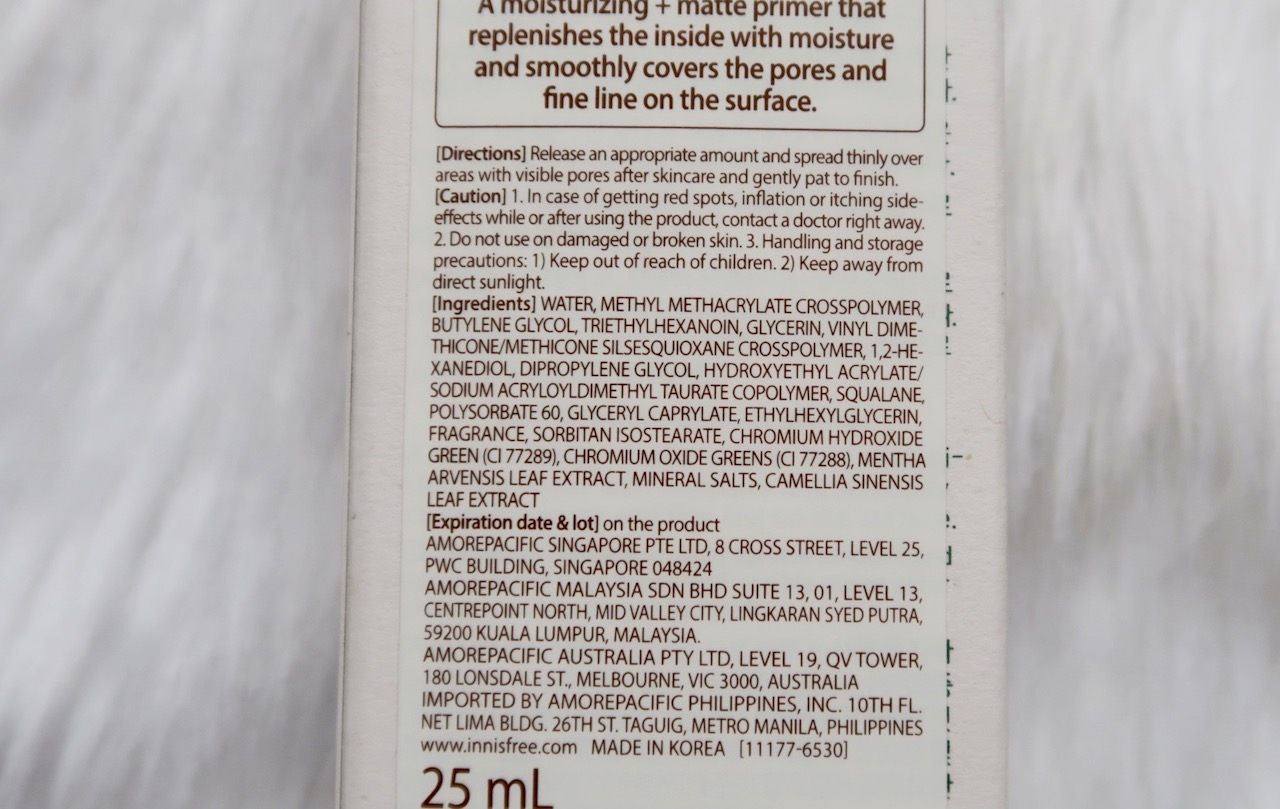 A moisturizing + matte primer that
replenishes the inside with moisture
and smoothly covers the pores and
fine line on the surface.
[Directions] Release an appropriate amount and spread thinly over
areas with visible pores after skincare and gently pat to finish.
[Caution] 1. In case of getting red spots, inflation or itching side-
effects while or after using the product, contact a doctor right away.
2. Do not use on damaged or broken skin. 3. Handling and storage
precautions: 1) Keep out of reach of children. 2) Keep away from
direct sunlight.
[Ingredients] WATER, METHYL METHACRYLATE CROSSPOLYMER,
BUTYLENE GLYCOL, TRIETHYLHEXANOIN, GLYCERIN, VINYL DIME-
THICONE/METHICONE SILSESQUIOXANE CROSSPOLYMER, 1,2-HE-
XANEDIOL, DIPROPYLENE GLYCOL, HYDROXYETHYL ACRYLATE/
SODIUM ACRYLOYLDIMETHYL TAURATE COPOLYMER, SQUALANE,
POLYSORBATE 60, GLYCERYL CAPRYLATE, ETHYLHEXYLGLYCERIN,
FRAGRANCE, SORBITAN ISOSTEARATE, CHROMIUM HYDROXIDE
GREEN (CI 77289), CHROMIUM OXIDE GREENS (CI 77288), MENTHA
ARVENSIS LEAF EXTRACT, MINERAL SALTS, CAMELLIA SINENSIS
LEAF EXTRACT
[Expiration date & lot] on the product
AMOREPACIFIC SINGAPORE PTE LTD, 8 CROSS STREET, LEVEL 25,
PWC BUILDING, SINGAPORE 048424
AMOREPACIFIC MALAYSIA SDN BHD SUITE 13, 01, LEVEL 13,
CENTREPOINT NORTH, MID VALLEY CITY, LINGKARAN SYED PUTRA,
59200 KUALA LUMPUR, MALAYSIA.
AMOREPACIFIC AUSTRALIA PTY LTD, LEVEL 19, QV TOWER,
180 LONSDALE ST., MELBOURNE, VIC 3000, AUSTRALIA
IMPORTED BY AMOREPACIFIC PHILIPPINES, INC. 10TH FL.
NET LIMA BLDG. 26TH ST. TAGUIG, METRO MANILA, PHILIPPINES
www.innisfree.com MADE IN KOREA [11177-6530]
25 mL